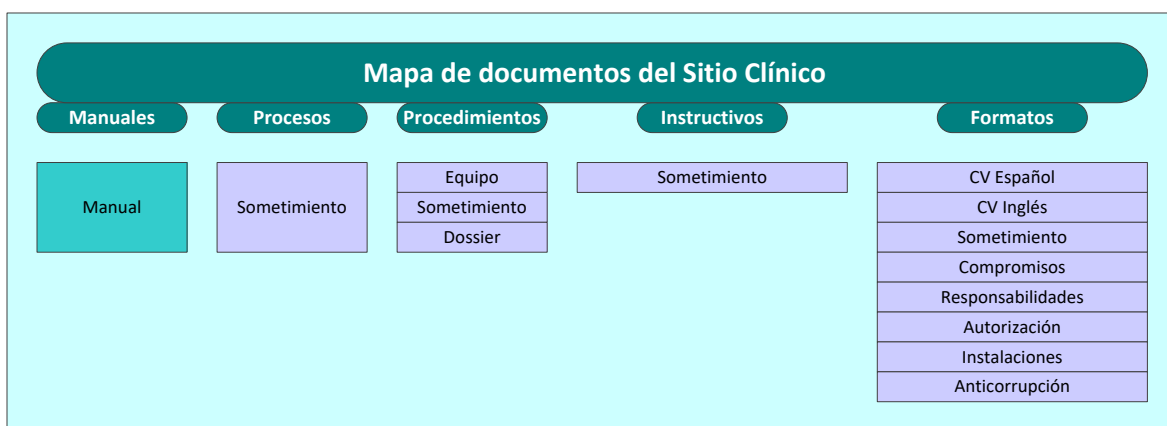 Mapa de documentos del Sitio Clínico
Manuales
Procesos
Procedimientos
Instructivos
Formatos
Manual
Sometimiento
Equipo
Sometimiento
Dossier
Sometimiento
CV Español
CV Inglés
Sometimiento
Compromisos
Responsabilidades
Autorización
Instalaciones
Anticorrupción